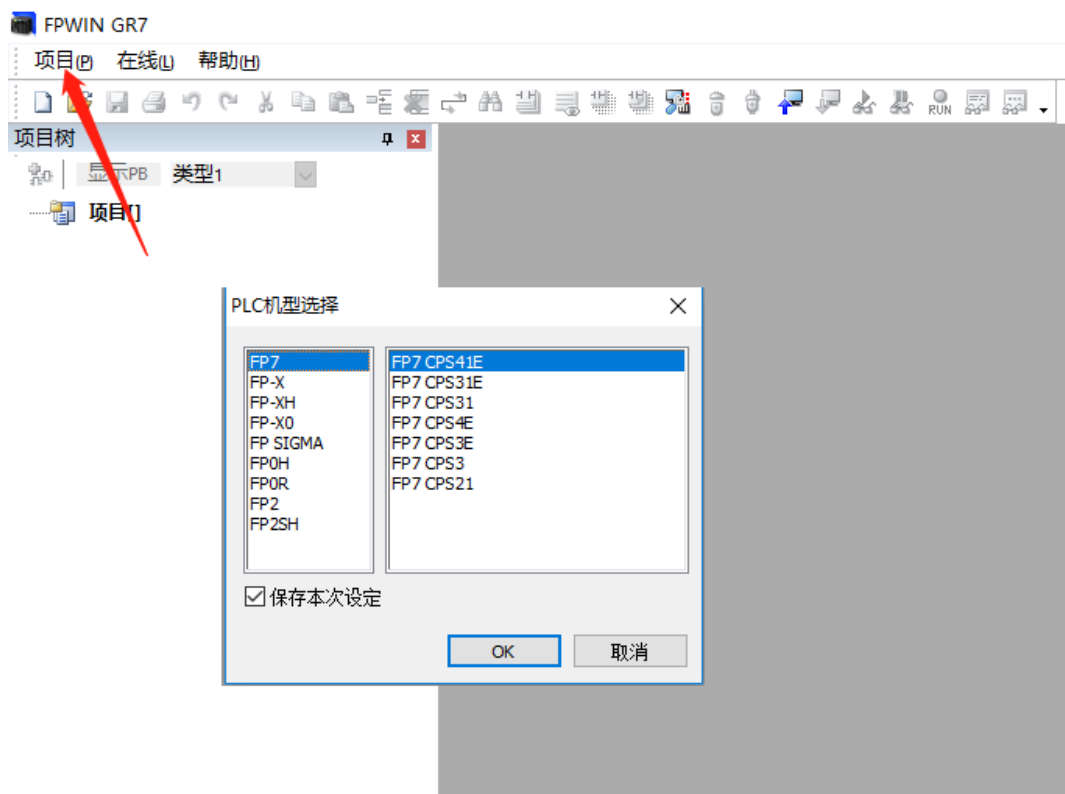 FPWIN GR7
项目(P) 在线(L) 帮助(H)
RUN
项目树
显示PB 类型1
项目[]
PLC机型选择
FP7
FP-X
FP-XH
FP-X0
FP SIGMA
FP0H
FP0R
FP2
FP2SH
FP7 CPS41E
FP7 CPS31E
FP7 CPS31
FP7 CPS4E
FP7 CPS3E
FP7 CPS3
FP7 CPS21
保存本次设定
OK 取消